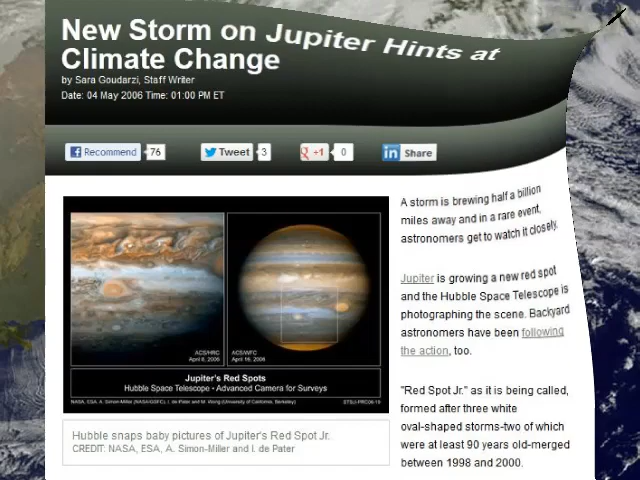 New Storm on Jupiter Hints at
Climate Change
by Sara Goudarzi, Staff Writer
Date: 04 May 2006 Time: 01:00 PM ET
Recommend 76 Tweet 3 +1 0 Share
A storm is brewing half a billion
miles away and in a rare event,
astronomers get to watch it closely.
Jupiter is growing a new red spot
and the Hubble Space Telescope is
photographing the scene. Backyard
astronomers have been following
the action, too.
"Red Spot Jr." as it is being called,
formed after three white
oval-shaped storms-two of which
were at least 90 years old-merged
between 1998 and 2000.
ACS/HRC
April 8, 2006
ACS/WFC
April 16, 2006
Jupiter's Red Spots
Hubble Space Telescope • Advanced Camera for Surveys
NASA, ESA, A. Simon-Miller (NASA/GSFC), I. de Pater and M. Wong (University of California, Berkeley) STScI-PRC06-19
Hubble snaps baby pictures of Jupiter's Red Spot Jr.
CREDIT: NASA, ESA, A. Simon-Miller and I. de Pater